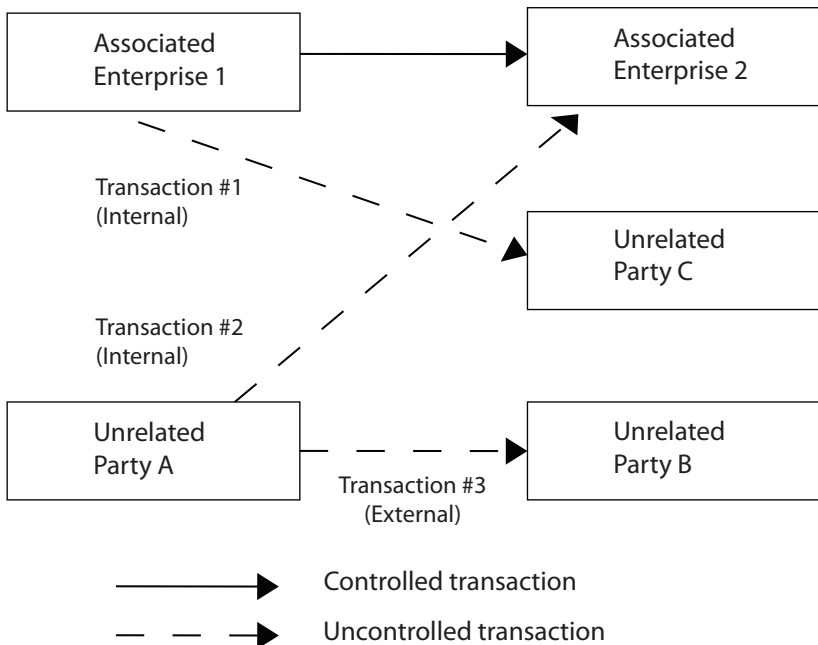 Associated
Enterprise 1
Associated
Enterprise 2
Transaction #1
(Internal)
Unrelated
Party C
Transaction #2
(Internal)
Unrelated
Party A
Unrelated
Party B
Transaction #3
(External)
Controlled transaction
Uncontrolled transaction